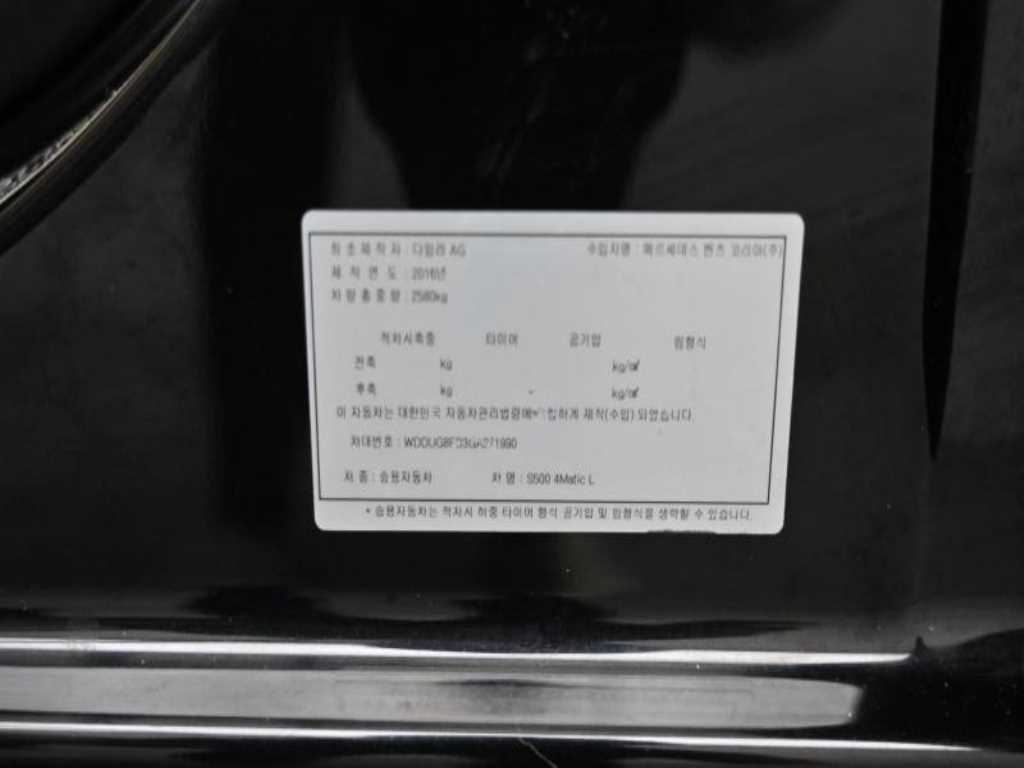 최초제작자 : 다임러 AG 수입자명 : 메르세데스 벤츠 코리아(주)
제 작 연 도 : 2016년
차 량 총 중 량 : 2580kg
적차시축중 타이어 공기압 림형식
전축 kg kg/㎠
후축 kg - kg/㎠
이 자동차는 대한민국 자동차관리법령에 적합하게 제작(수입) 되었습니다.
차대번호 :
차 종 : 승용자동차 차 명 : S500 4Matic L
* 승용자동차는 적차시 하중 타이어 형식 공기압 및 림형식을 생략할 수 있습니다.